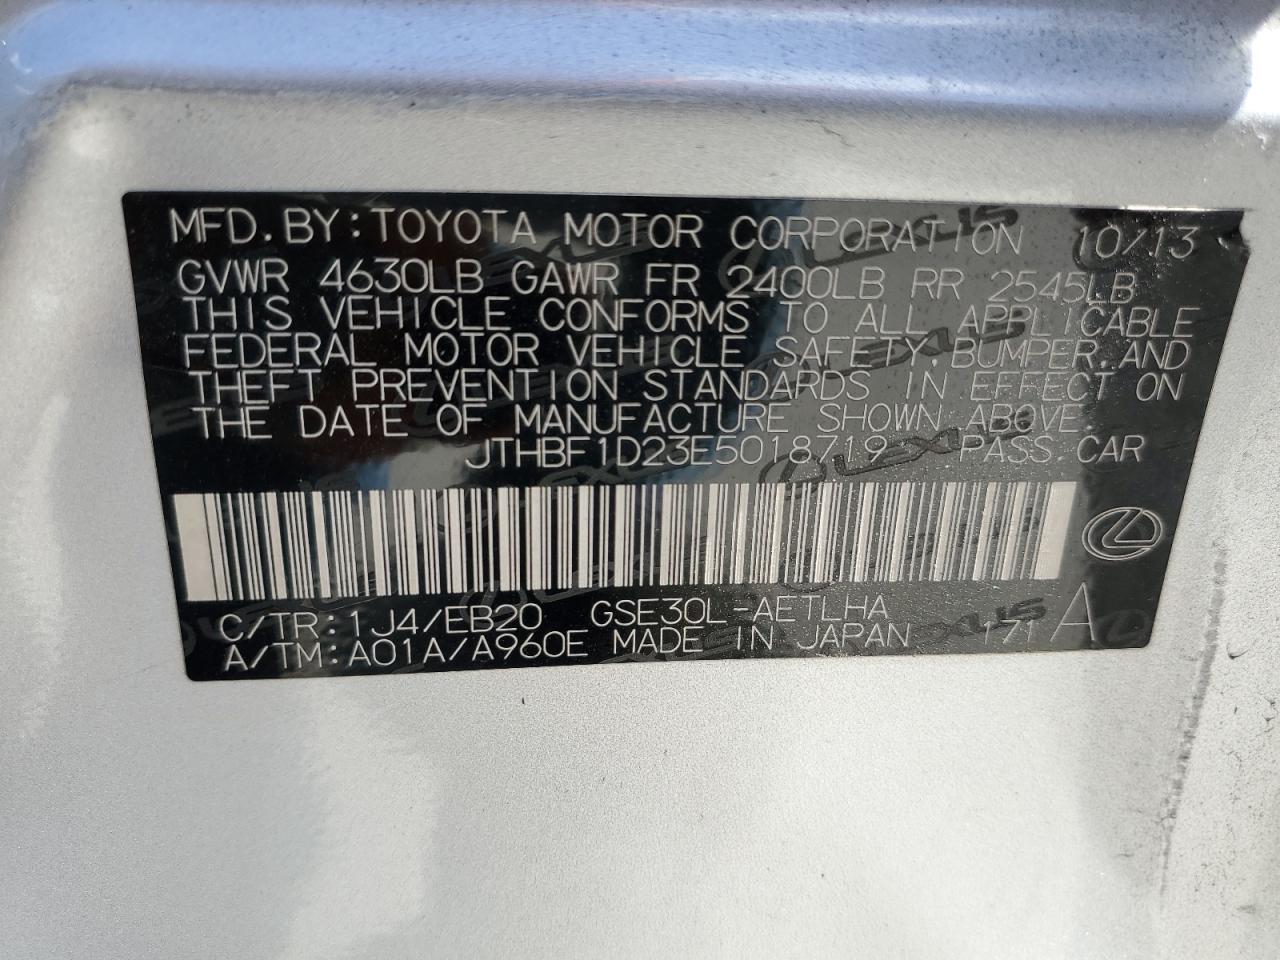 MFD. BY: TOYOTA MOTOR CORPORATION 10/13
GVWR 4630LB GAWR FR 2400LB RR 2545LB
THIS VEHICLE CONFORMS TO ALL APPLICABLE
FEDERAL MOTOR VEHICLE SAFETY, BUMPER, AND
THEFT PREVENTION STANDARDS IN EFFECT ON
THE DATE OF MANUFACTURE SHOWN ABOVE.
JTHBF1D23E5018719 PASS. CAR
C/TR: 1J4/EB20 GSE30L-AETLHA
A/TM: A01A/A960E MADE IN JAPAN 171 A